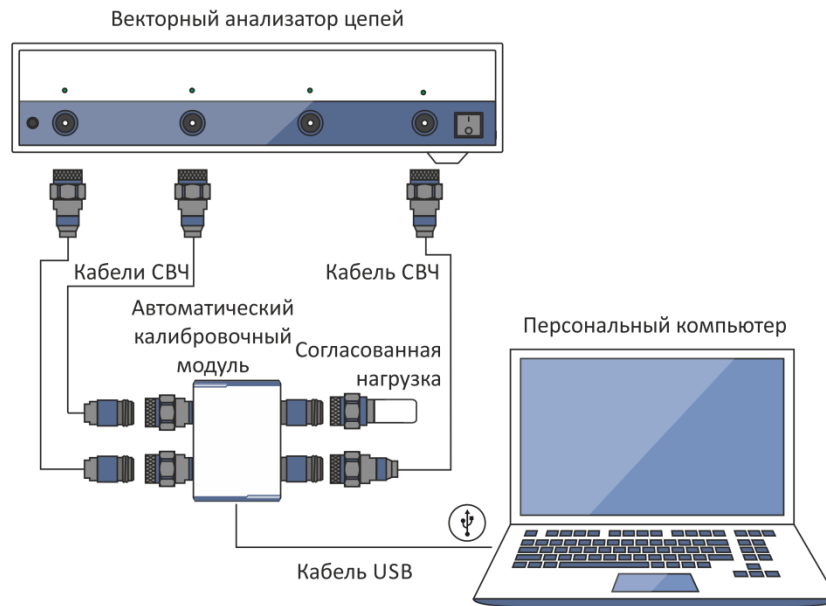 Векторный анализатор цепей
Кабели СВЧ
Кабель СВЧ
Автоматический
калибровочный
модуль
Согласованная
нагрузка
Персональный компьютер
Кабель USB